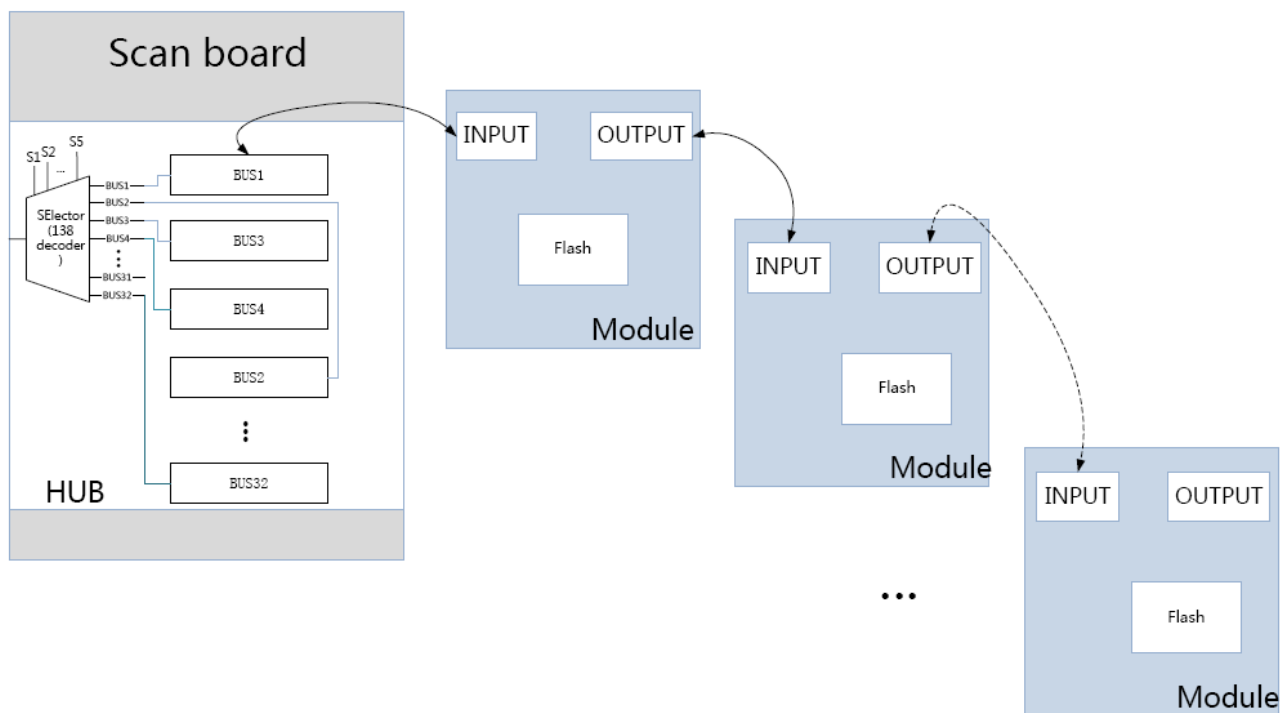 Scan board
S1
S2
...
S5
SElector
(138
decoder
)
BUS1
BUS2
BUS3
BUS4
BUS31
BUS32
BUS1
BUS3
BUS4
BUS2
BUS32
HUB
INPUT
OUTPUT
Flash
Module
INPUT
OUTPUT
Flash
Module
...
INPUT
OUTPUT
Flash
Module